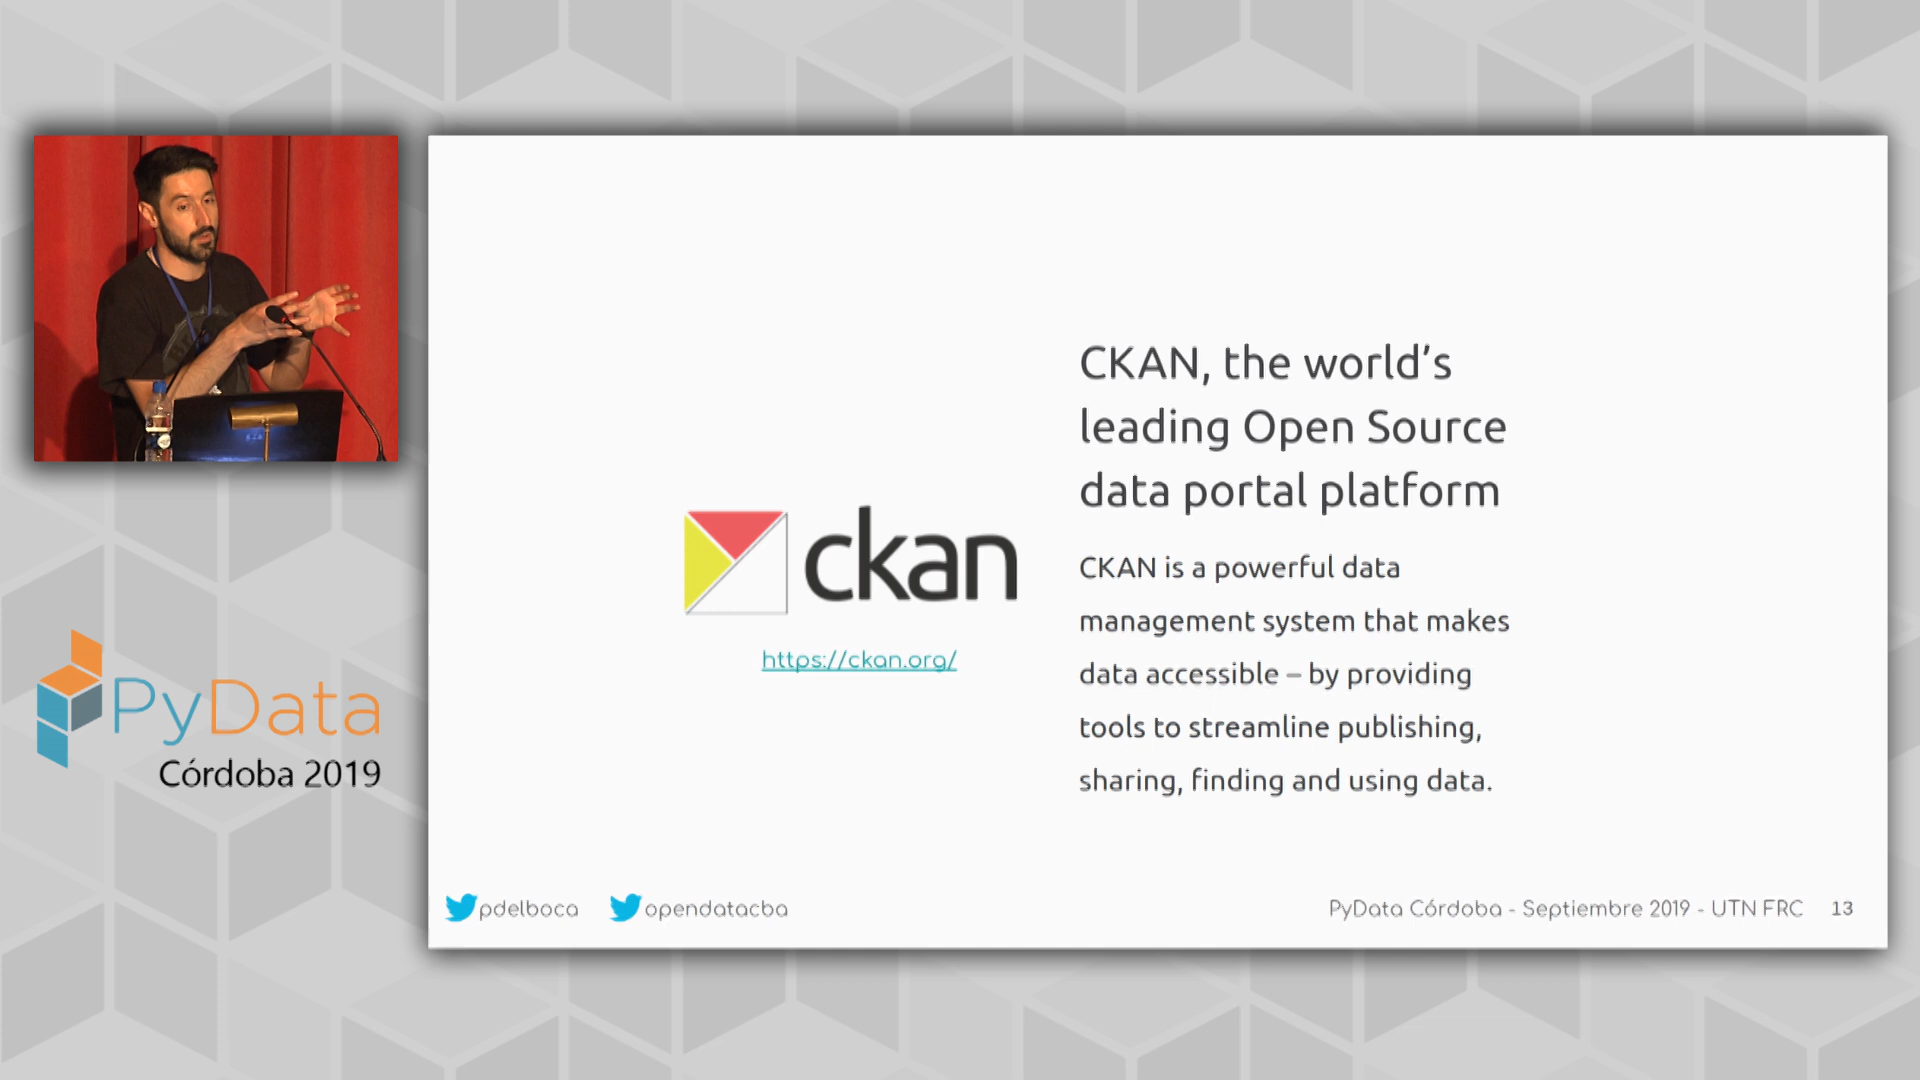 CKAN, the world's
leading Open Source
data portal platform
ckan
https://ckan.org/
CKAN is a powerful data
management system that makes
data accessible – by providing
tools to streamline publishing,
sharing, finding and using data.
PyData
Córdoba 2019
pdelboca
opendatacba
PyData Córdoba - Septiembre 2019 - UTN FRC 13